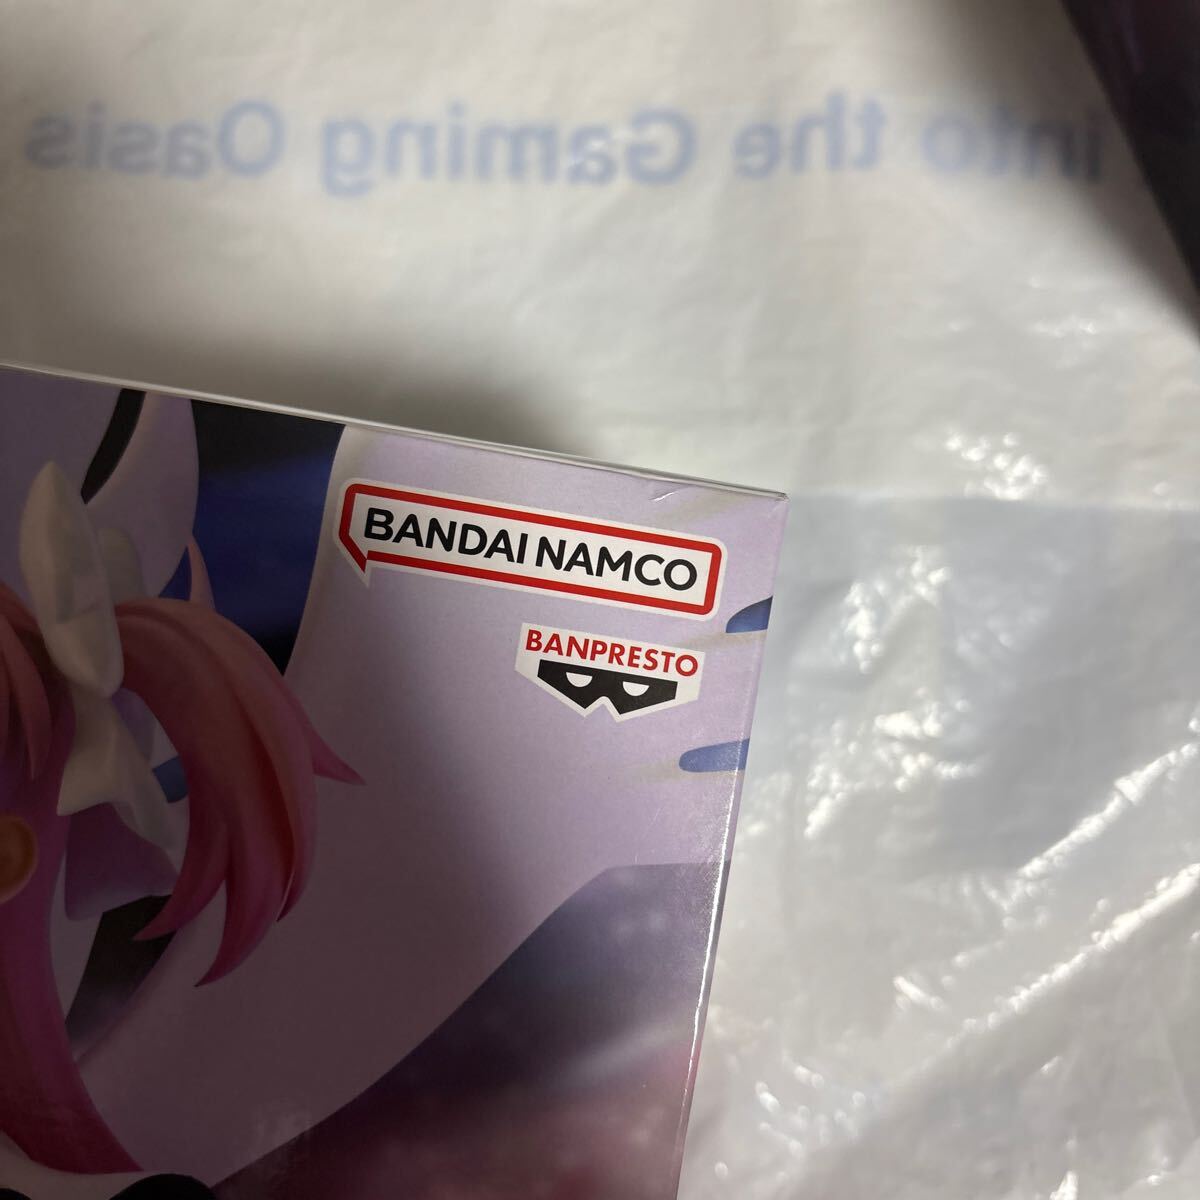 into the Gaming Oasis
BANDAI NAMCO
BANPRESTO